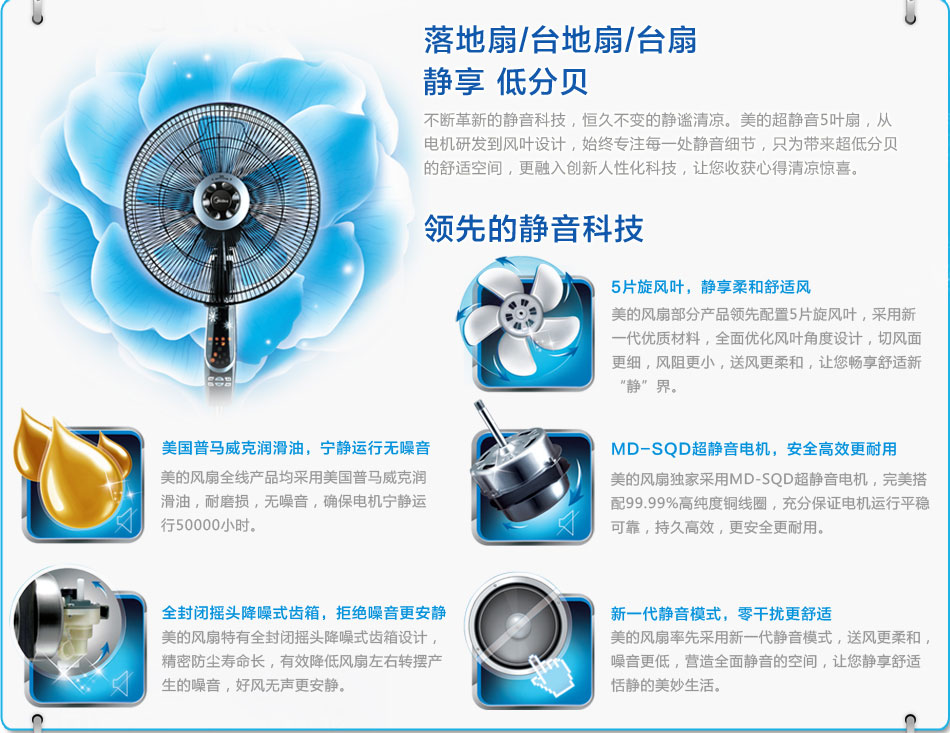 落地扇/台地扇/台扇
静享 低分贝
不断革新的静音科技，恒久不变的静谧清凉。美的超静音5叶扇，从
电机研发到风叶设计，始终专注每一处静音细节，只为带来超低分贝
的舒适空间，更融入创新人性化科技，让您收获心得清凉惊喜。
领先的静音科技
5片旋风叶，静享柔和舒适风
美的风扇部分产品领先配置5片旋风叶，采用新
一代优质材料，全面优化风叶角度设计，切风面
更细，风阻更小，送风更柔和，让您畅享舒适新
“静”界。
美国普马威克润滑油，宁静运行无噪音
美的风扇全线产品均采用美国普马威克润
滑油，耐磨损，无噪音，确保电机宁静运
行50000小时。
MD-SQD超静音电机，安全高效更耐用
美的风扇独家采用MD-SQD超静音电机，完美搭
配99.99%高纯度铜线圈，充分保证电机运行平稳
可靠，持久高效，更安全更耐用。
全封闭摇头降噪式齿箱，拒绝噪音更安静
美的风扇特有全封闭摇头降噪式齿箱设计，
精密防尘寿命长，有效降低风扇左右转摆产
生的噪音，好风无声更安静。
新一代静音模式，零干扰更舒适
美的风扇率先采用新一代静音模式，送风更柔和，
噪音更低，营造全面静音的空间，让您静享舒适
恬静的美妙生活。